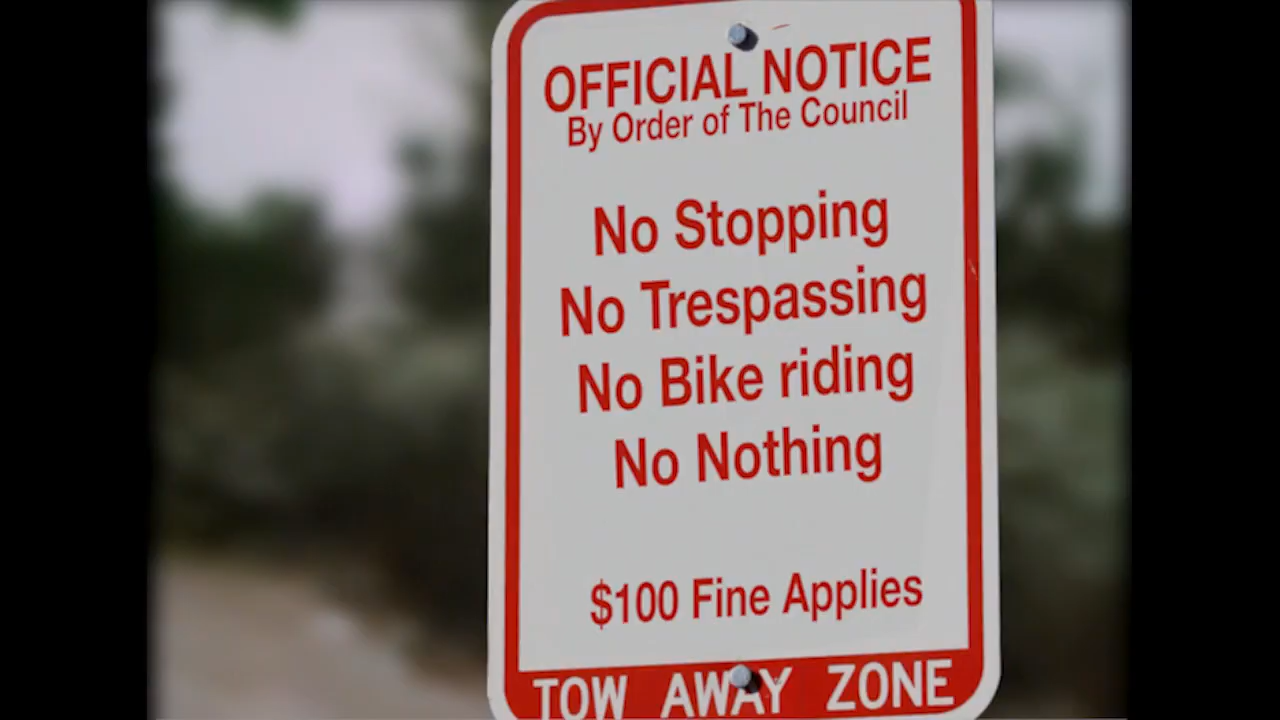 OFFICIAL NOTICE
By Order of The Council
No Stopping
No Trespassing
No Bike riding
No Nothing
$100 Fine Applies
TOW AWAY ZONE